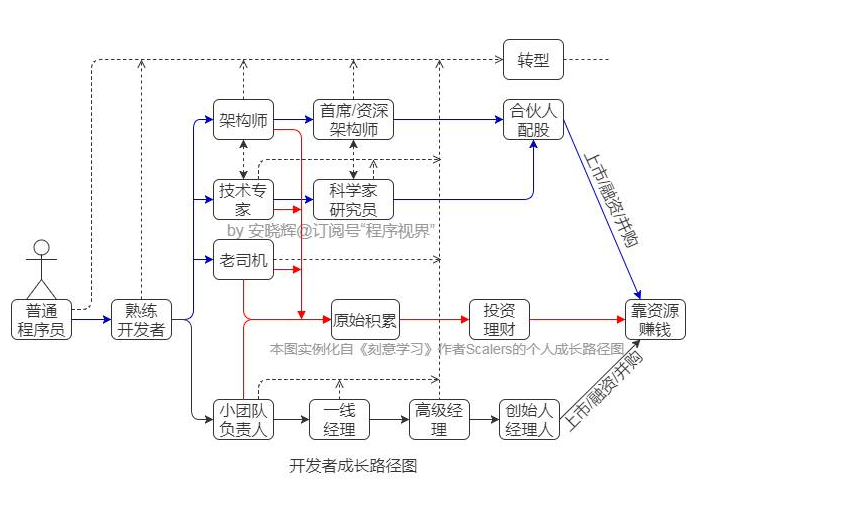 转型
架构师
首席/资深
架构师
合伙人
配股
上市/融资/并购
技术专
家
科学家
研究员
by 安晓辉@订阅号“程序视界”
老司机
普通
程序员
熟练
开发者
原始积累
投资
理财
靠资源
赚钱
本图实例化自《刻意学习》作者Scalers的个人成长路径图
小团队
负责人
一线
经理
高级经
理
创始人
经理人
上市/融资/并购
开发者成长路径图